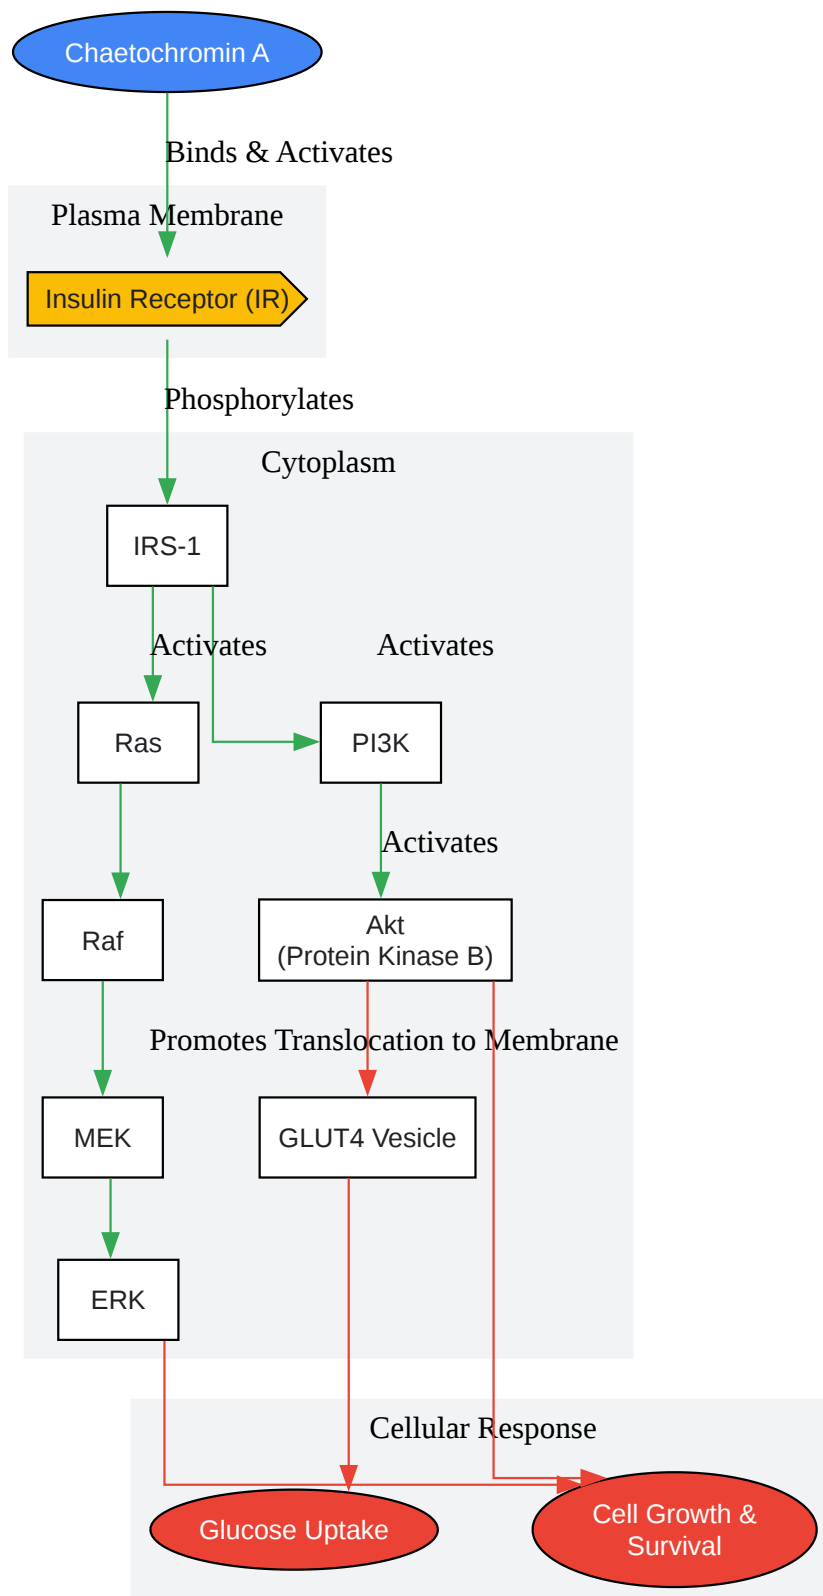 Chaetochromin A
Binds & Activates
Plasma Membrane
Insulin Receptor (IR)
Phosphorylates
Cytoplasm
IRS-1
Activates
Activates
Ras
PI3K
Activates
Raf
Akt
(Protein Kinase B)
Promotes Translocation to Membrane
MEK
GLUT4 Vesicle
ERK
Cellular Response
Glucose Uptake
Cell Growth &
Survival